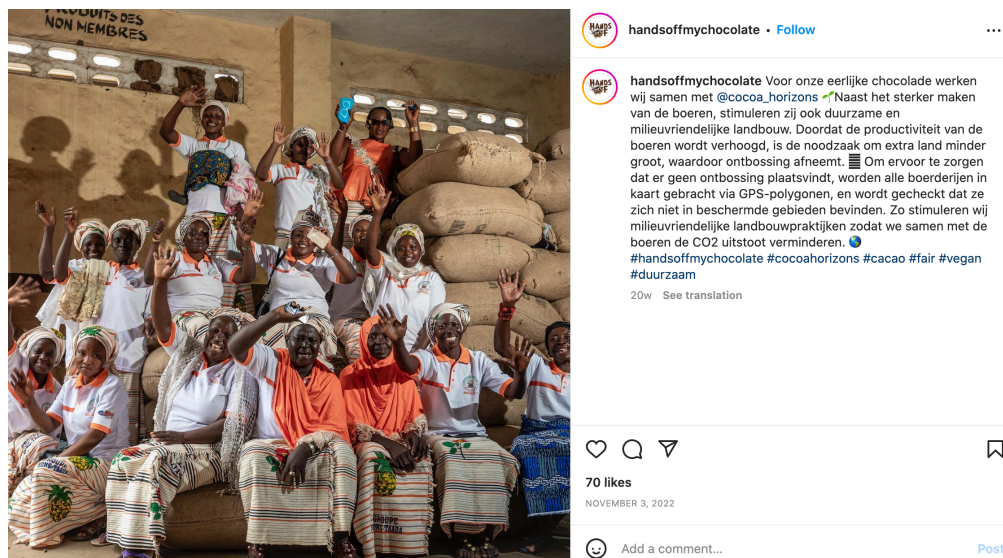 PRODUITS DES
NON MEMBRES
GROUPE
HANDS
OFF
handsoffmychocolate • Follow
HANDS
OFF
handsoffmychocolate Voor onze eerlijke chocolade werken
wij samen met @cocoa_horizons 🌱Naast het sterker maken
van de boeren, stimuleren zij ook duurzame en
milieuvriendelijke landbouw. Doordat de productiviteit van de
boeren wordt verhoogd, is de noodzaak om extra land minder
groot, waardoor ontbossing afneemt. Om ervoor te zorgen
dat er geen ontbossing plaatsvindt, worden alle boerderijen in
kaart gebracht via GPS-polygonen, en wordt gecheckt dat ze
zich niet in beschermde gebieden bevinden. Zo stimuleren wij
milieuvriendelijke landbouwpraktijken zodat we samen met de
boeren de CO2 uitstoot verminderen. 🌎
#handsoffmychocolate #cocoahorizons #cacao #fair #vegan
#duurzaam
20w See translation
70 likes
NOVEMBER 3, 2022
Add a comment...
Post